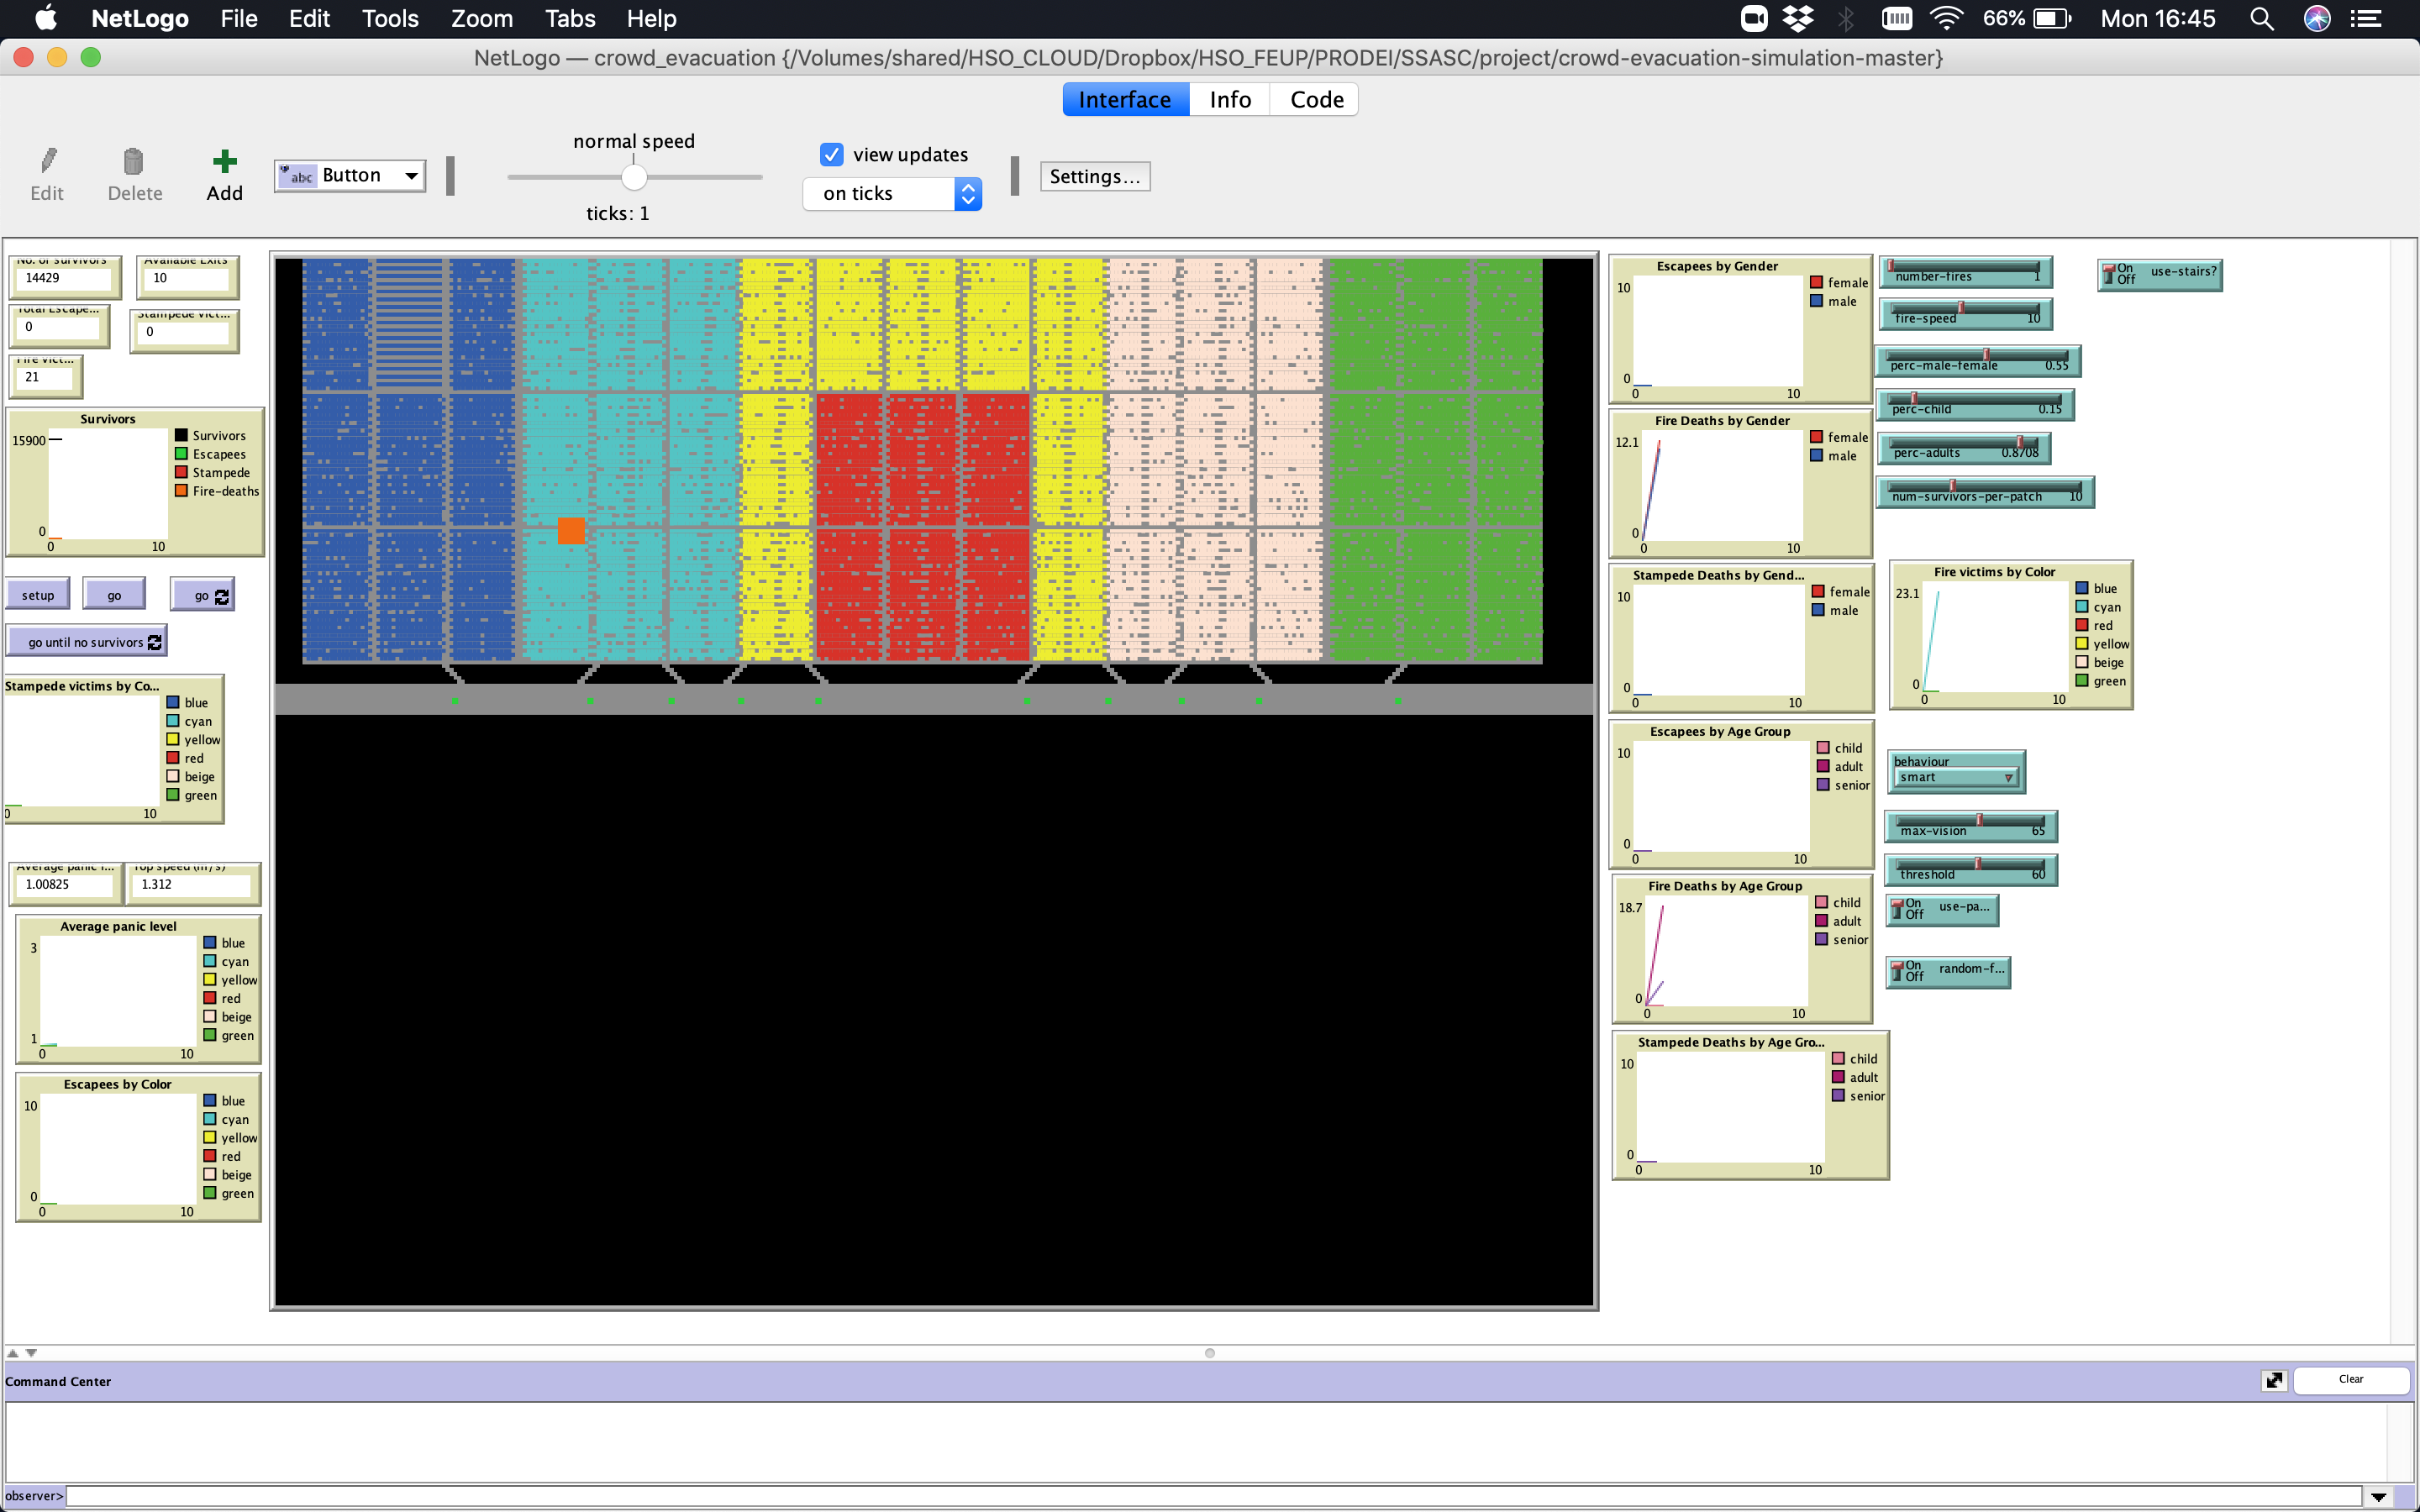 NetLogo File Edit Tools Zoom Tabs Help 66% Mon 16:45
NetLogo — crowd_evacuation {/Volumes/shared/HSO_CLOUD/Dropbox/HSO_FEUP/PRODEI/SSASC/project/crowd-evacuation-simulation-master}
Interface Info Code
Edit Delete Add
abc Button
normal speed
ticks: 1
view updates
on ticks
Settings...
No. of survivors
14429
Available Exits
10
Total Escape...
0
Stampede Vict...
0
Fire Vict...
21
Survivors
15900
0
0 10
Survivors
Escapees
Stampede
Fire-deaths
setup go go
go until no survivors
Stampede victims by Co...
0 10
blue
cyan
yellow
red
beige
green
Average panic l...
1.00825
Top speed (m/s)
1.312
Average panic level
3
1
0 10
blue
cyan
yellow
red
beige
green
Escapees by Color
10
0
0 10
blue
cyan
yellow
red
beige
green
Escapees by Gender
10
0
0 10
female
male
Fire Deaths by Gender
12.1
0
0 10
female
male
Stampede Deaths by Gend...
10
0
0 10
female
male
Escapees by Age Group
10
0
0 10
child
adult
senior
Fire Deaths by Age Group
18.7
0
0 10
child
adult
senior
Stampede Deaths by Age Gro...
10
0
0 10
child
adult
senior
number-fires 1
fire-speed 10
perc-male-female 0.55
perc-child 0.15
perc-adults 0.8708
num-survivors-per-patch 10
On
Off
use-stairs?
Fire victims by Color
23.1
0
0 10
blue
cyan
red
yellow
beige
green
behaviour
smart
max-vision 65
threshold 60
On
Off
use-pa...
On
Off
random-f...
Command Center
Clear
observer>